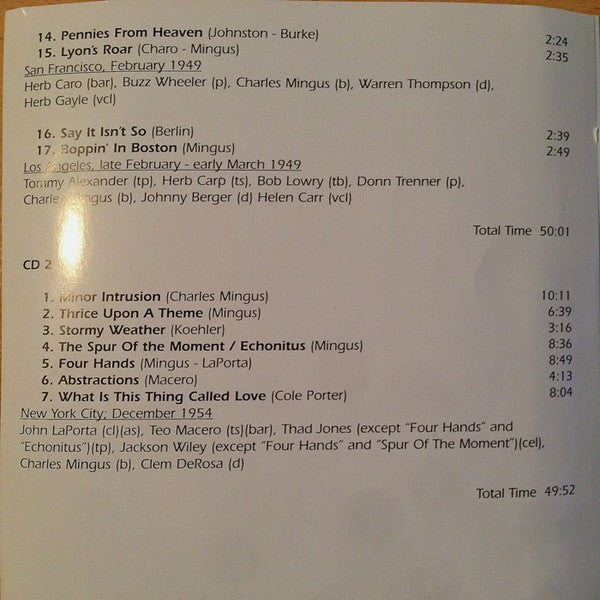 14. Pennies From Heaven (Johnston - Burke) 2:24
15. Lyon's Roar (Charo - Mingus) 2:35
San Francisco, February 1949
Herb Caro (bar), Buzz Wheeler (p), Charles Mingus (b), Warren Thompson (d),
Herb Gayle (vcl)
16. Say It Isn't So (Berlin) 2:39
17. Boppin' In Boston (Mingus) 2:49
Los Angeles, late February - early March 1949
Tommy Alexander (tp), Herb Carp (ts), Bob Lowry (tb), Donn Trenner (p),
Charles Mingus (b), Johnny Berger (d) Helen Carr (vcl)
Total Time 50:01
CD 2
1. Minor Intrusion (Charles Mingus) 10:11
2. Thrice Upon A Theme (Mingus) 6:39
3. Stormy Weather (Koehler) 3:16
4. The Spur Of the Moment / Echonitus (Mingus) 8:36
5. Four Hands (Mingus - LaPorta) 8:49
6. Abstractions (Macero) 4:13
7. What Is This Thing Called Love (Cole Porter) 8:04
New York City; December 1954
John LaPorta (cl)(as), Teo Macero (ts)(bar), Thad Jones (except "Four Hands" and
"Echonitus")(tp), Jackson Wiley (except "Four Hands" and "Spur Of The Moment")(cel),
Charles Mingus (b), Clem DeRosa (d)
Total Time 49:52